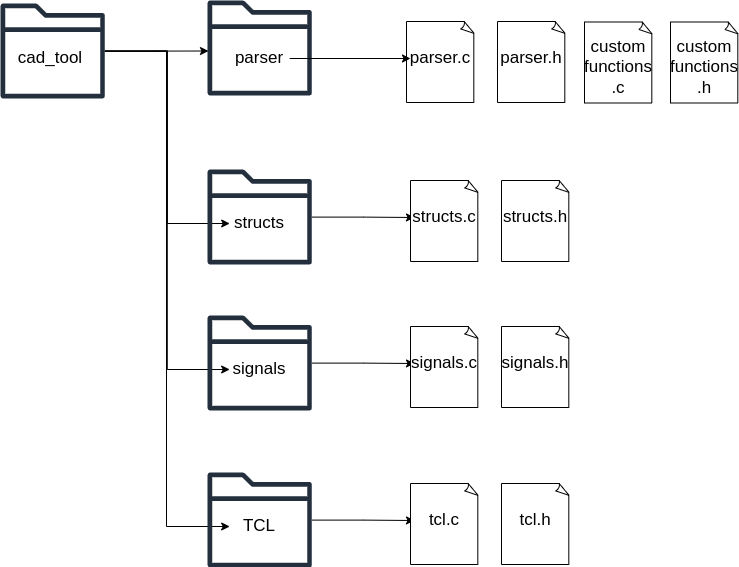 cad_tool
parser
parser.c
parser.h
custom
functions
.c
custom
functions
.h
structs
structs.c
structs.h
signals
signals.c
signals.h
TCL
tcl.c
tcl.h